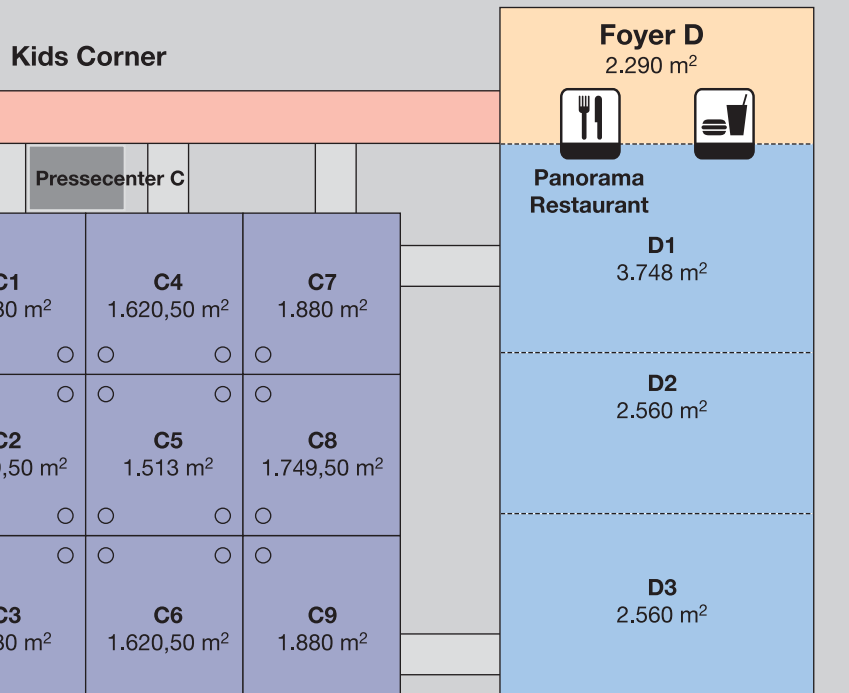 Kids Corner
Foyer D
2.290 m²
Pressecenter C
Panorama
Restaurant
D1
3.748 m²
C4
1.620,50 m²
C7
1.880 m²
D2
2.560 m²
C5
1.513 m²
C8
1.749,50 m²
D3
2.560 m²
C6
1.620,50 m²
C9
1.880 m²